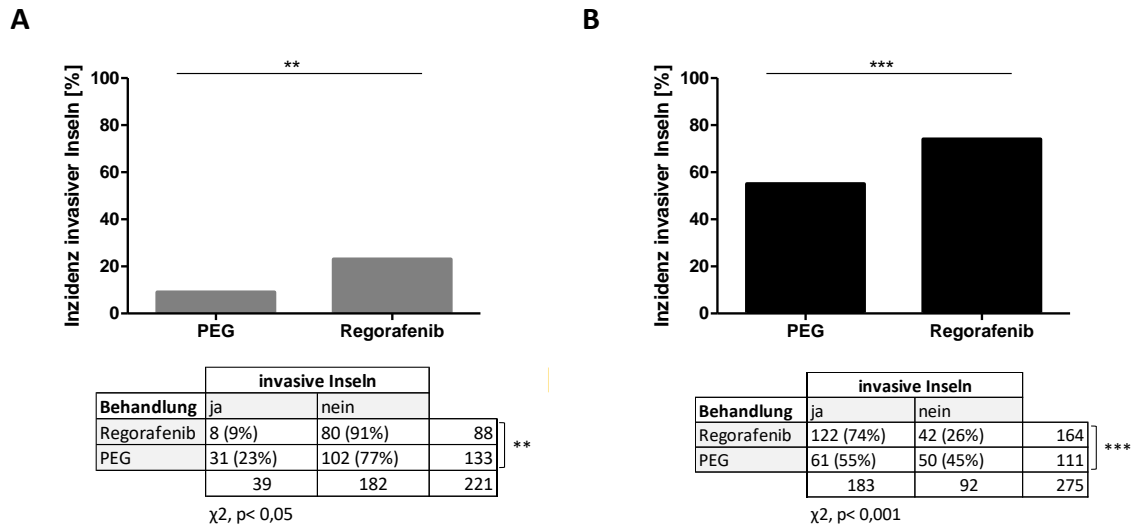 A
Inzidenz invasiver Inseln [%]
**
100
80
60
40
20
0
PEG Regorafenib
invasive Inseln
Behandlung ja nein
Regorafenib 8 (9%) 80 (91%) 88
PEG 31 (23%) 102 (77%) 133
**
39 182 221
χ2, p< 0,05
B
Inzidenz invasiver Inseln [%]
***
100
80
60
40
20
0
PEG Regorafenib
invasive Inseln
Behandlung ja nein
Regorafenib 122 (74%) 42 (26%) 164
PEG 61 (55%) 50 (45%) 111
***
183 92 275
χ2, p< 0,001